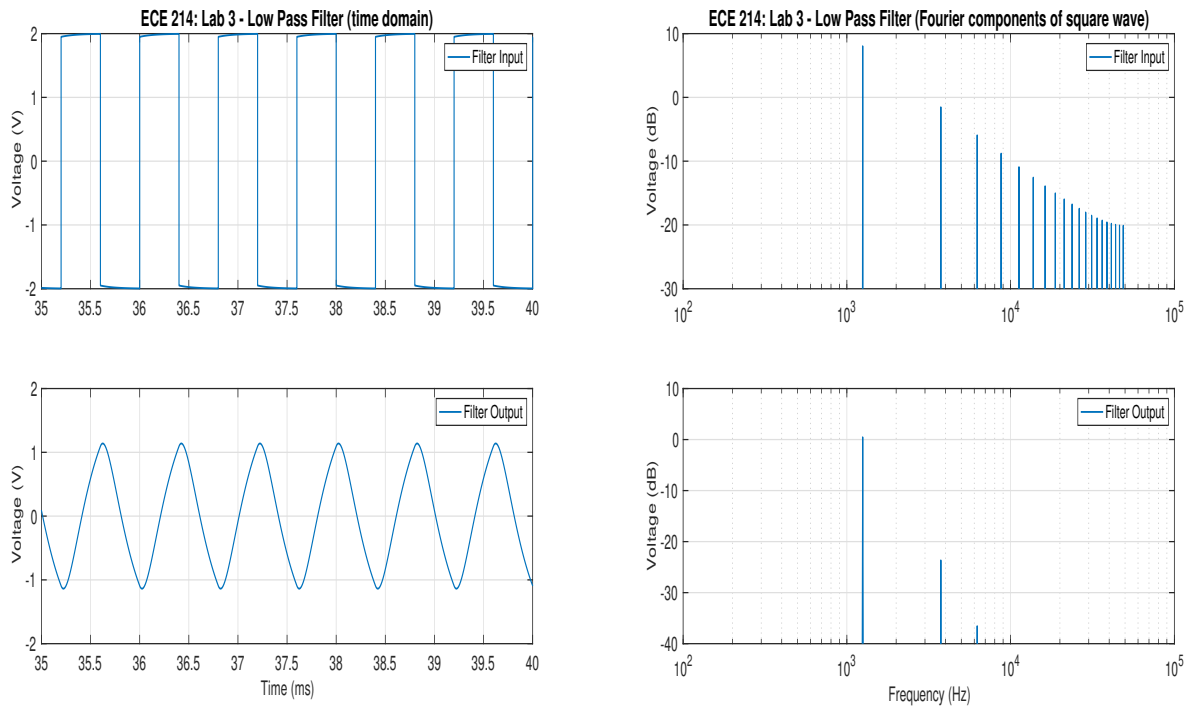 ECE 214: Lab 3 - Low Pass Filter (time domain)
2
1
0
-1
-2
Voltage (V)
Filter Input
35 35.5 36 36.5 37 37.5 38 38.5 39 39.5 40
ECE 214: Lab 3 - Low Pass Filter (Fourier components of square wave)
10
0
-10
-20
-30
Voltage (dB)
Filter Input
10^2 10^3 10^4 10^5
2
1
0
-1
-2
Voltage (V)
Filter Output
35 35.5 36 36.5 37 37.5 38 38.5 39 39.5 40
Time (ms)
10
0
-10
-20
-30
-40
Voltage (dB)
Filter Output
10^2 10^3 10^4 10^5
Frequency (Hz)